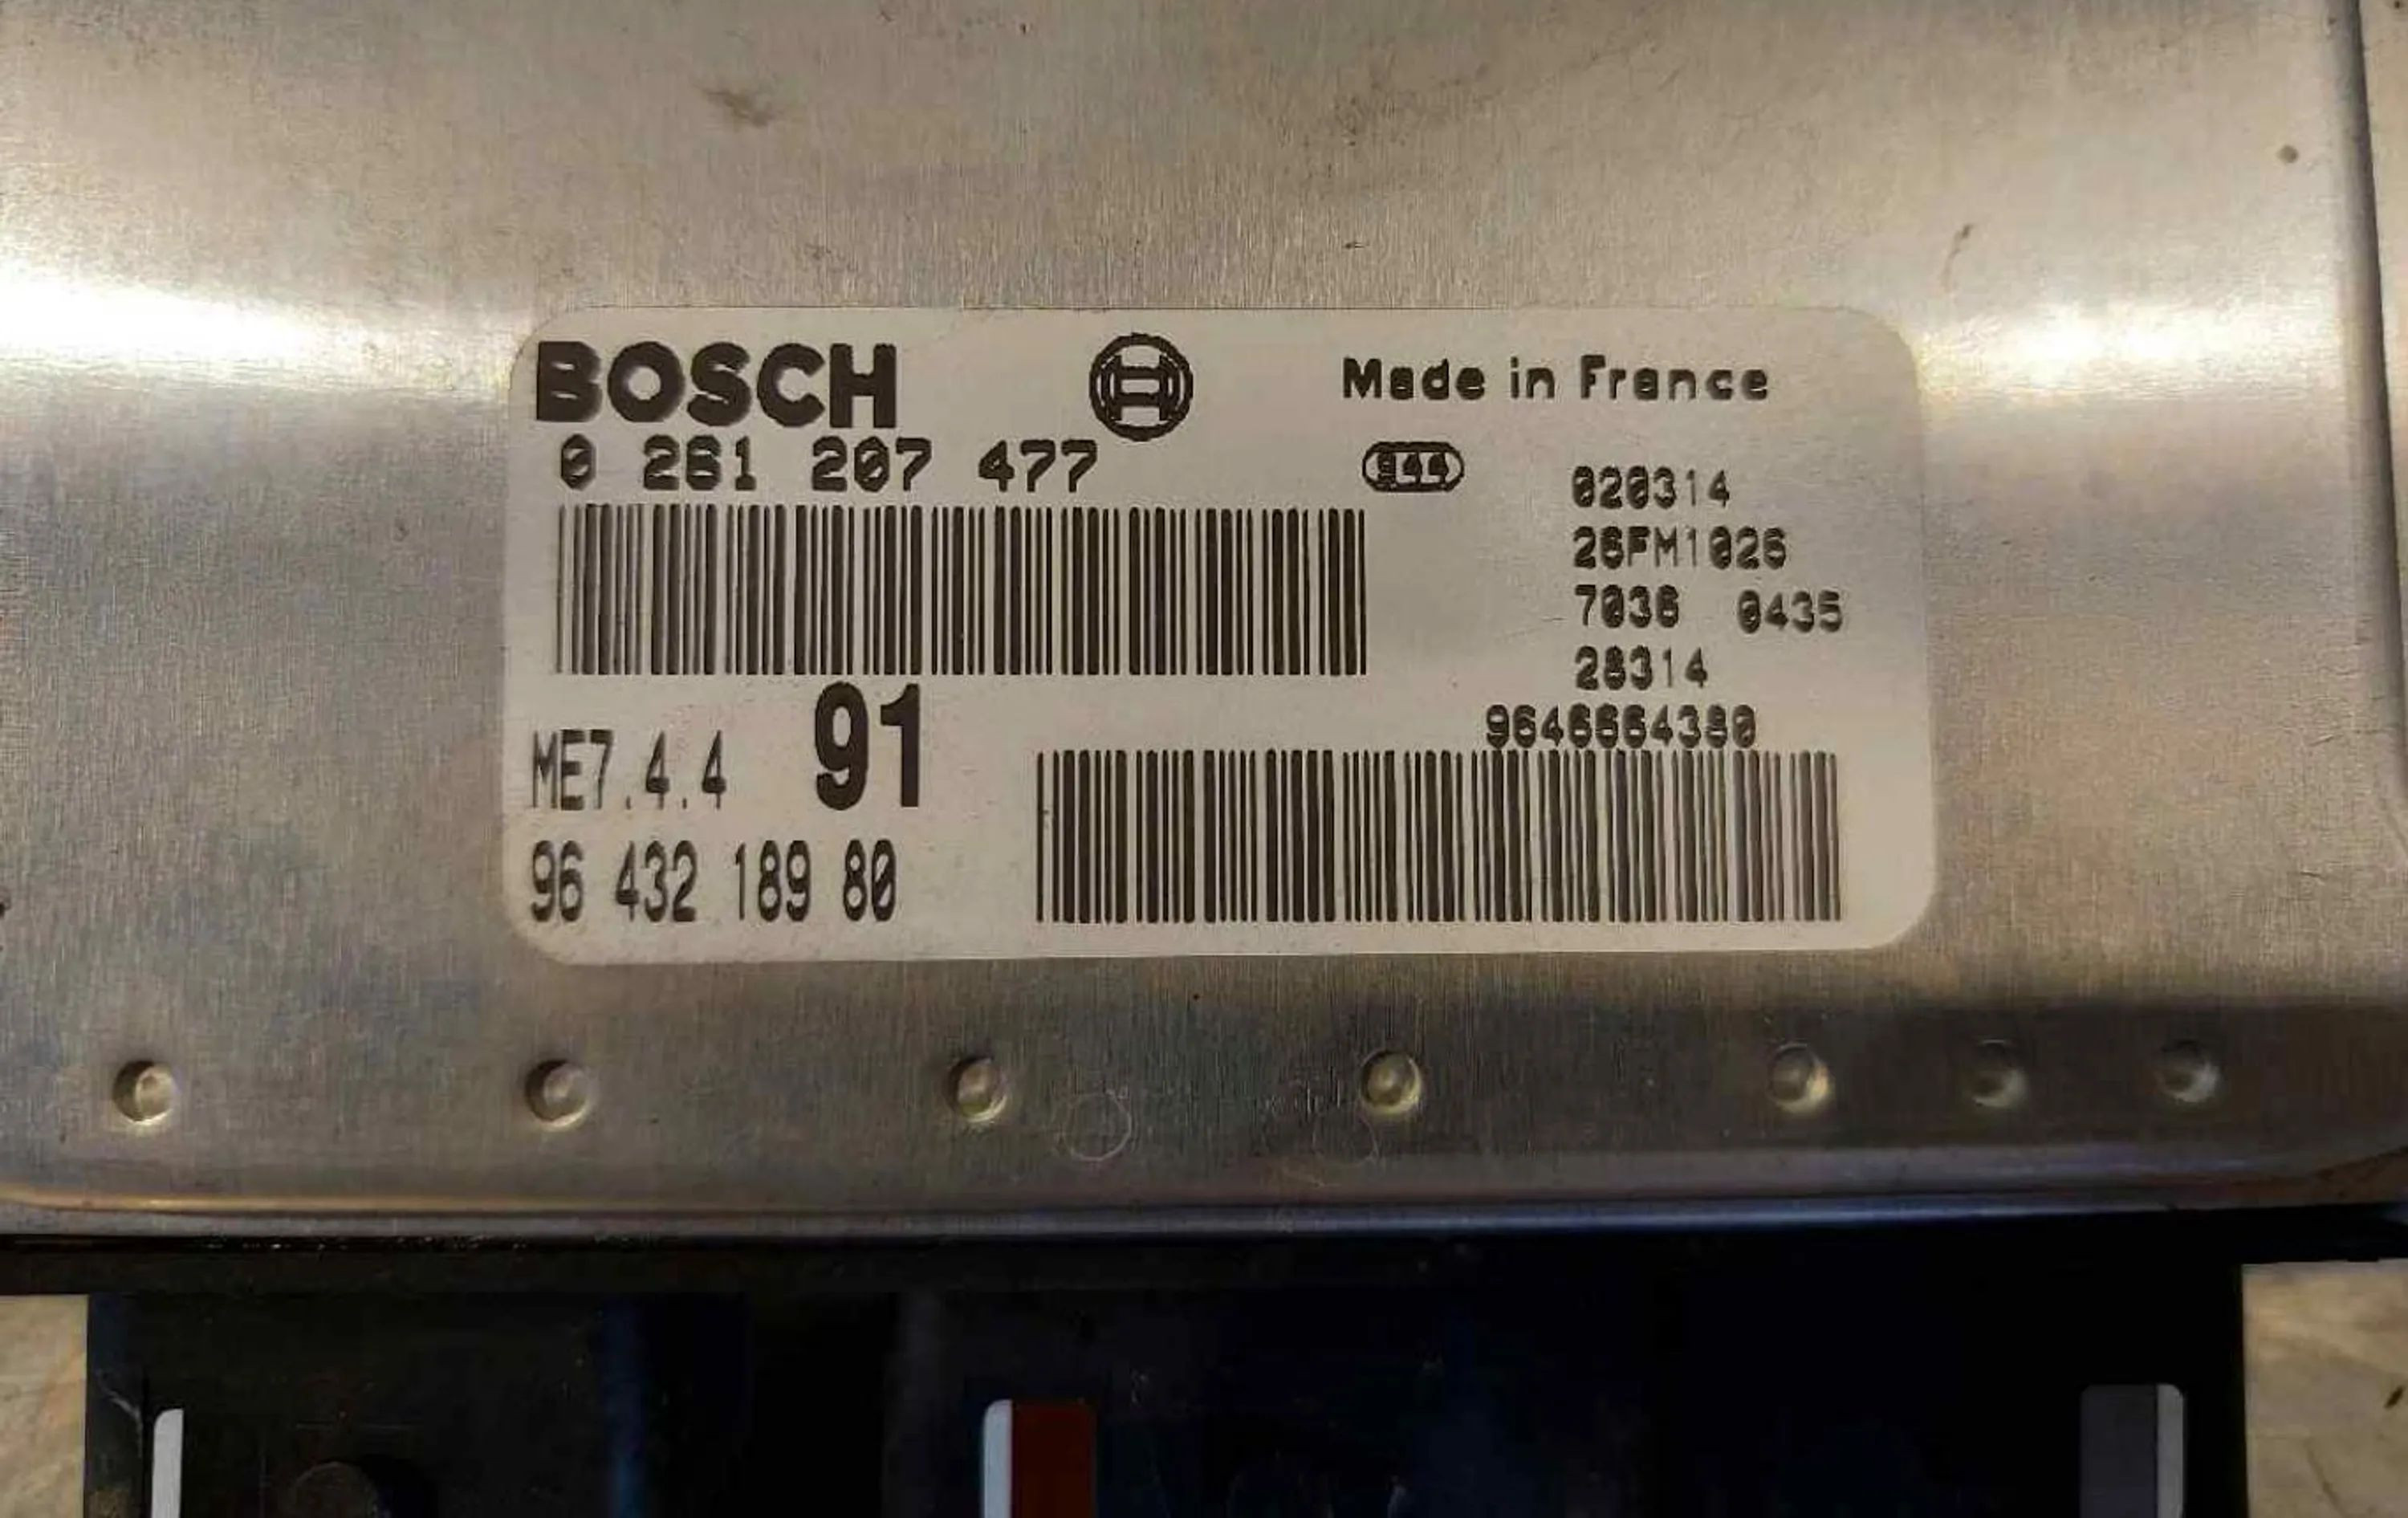 BOSCH
Made in France
0 261 207 477
944
020314
26FM1026
7036 0435
28314
ME7.4.4 91
9646664380
96 432 189 80